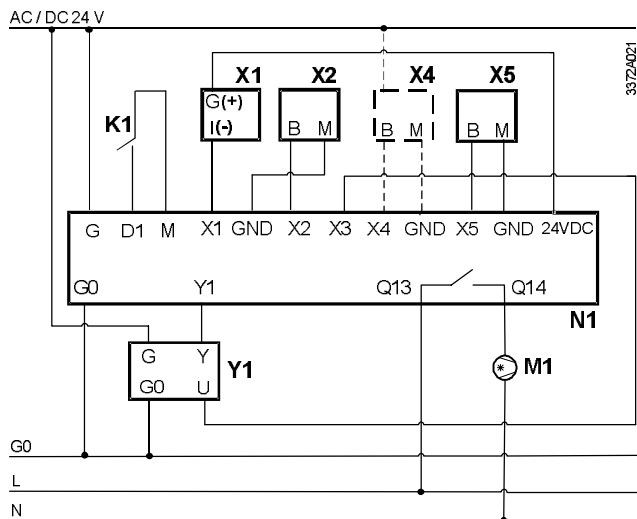 AC / DC 24 V
3372A021
X1 X2 X4 X5
G(+)
K1
I(-) B M B M B M
G D1 M X1 GND X2 X3 X4 GND X5 GND 24VDC
G0 Y1 Q13 Q14
N1
G Y
Y1 M1
G0 U
G0
L
N